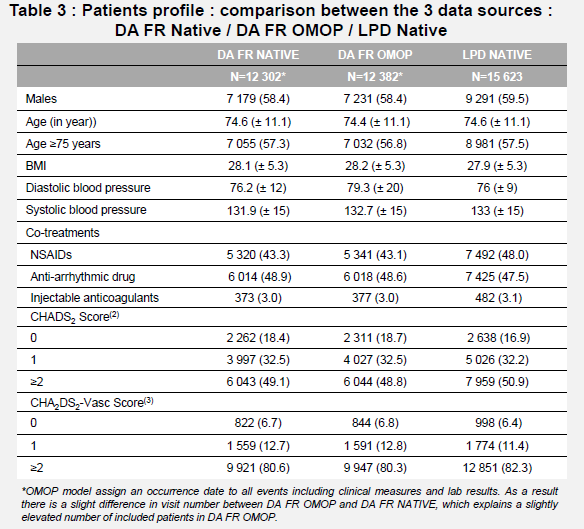 Table 3 : Patients profile : comparison between the 3 data sources :
DA FR Native / DA FR OMOP / LPD Native
DA FR NATIVE DA FR OMOP LPD NATIVE
N=12 302* N=12 382* N=15 623
Males 7 179 (58.4) 7 231 (58.4) 9 291 (59.5)
Age (in year)) 74.6 (± 11.1) 74.4 (± 11.1) 74.6 (± 11.1)
Age ≥75 years 7 055 (57.3) 7 032 (56.8) 8 981 (57.5)
BMI 28.1 (± 5.3) 28.2 (± 5.3) 27.9 (± 5.3)
Diastolic blood pressure 76.2 (± 12) 79.3 (± 20) 76 (± 9)
Systolic blood pressure 131.9 (± 15) 132.7 (± 15) 133 (± 15)
Co-treatments
NSAIDs 5 320 (43.3) 5 341 (43.1) 7 492 (48.0)
Anti-arrhythmic drug 6 014 (48.9) 6 018 (48.6) 7 425 (47.5)
Injectable anticoagulants 373 (3.0) 377 (3.0) 482 (3.1)
CHADS₂ Score⁽²⁾
0 2 262 (18.4) 2 311 (18.7) 2 638 (16.9)
1 3 997 (32.5) 4 027 (32.5) 5 026 (32.2)
≥2 6 043 (49.1) 6 044 (48.8) 7 959 (50.9)
CHA₂DS₂-Vasc Score⁽³⁾
0 822 (6.7) 844 (6.8) 998 (6.4)
1 1 559 (12.7) 1 591 (12.8) 1 774 (11.4)
≥2 9 921 (80.6) 9 947 (80.3) 12 851 (82.3)
*OMOP model assign an occurrence date to all events including clinical measures and lab results. As a result
there is a slight difference in visit number between DA FR OMOP and DA FR NATIVE, which explains a slightly
elevated number of included patients in DA FR OMOP.